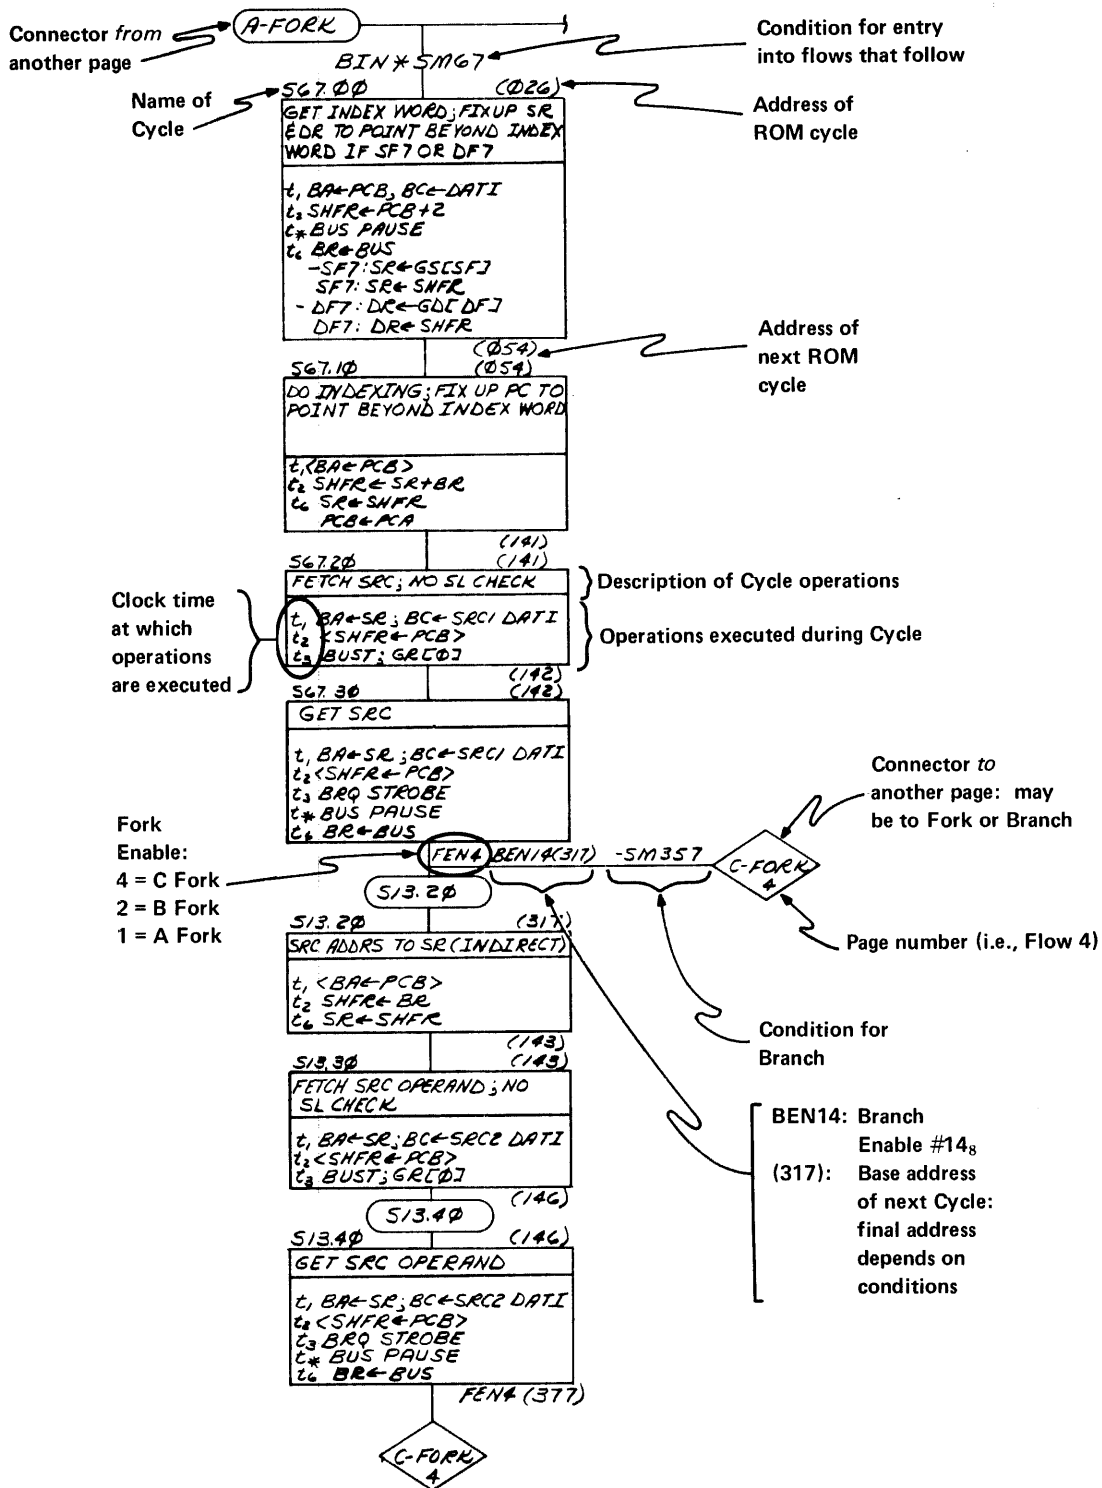 A-FORK
Connector from
another page
Condition for entry
into flows that follow
BIN*SM67
Name of
Cycle
S67.00
(026)
Address of
ROM cycle
GET INDEX WORD; FIXUP SR
& DR TO POINT BEYOND INDEX
WORD IF SF7 OR DF7
t1 BA←PCB, BC←DATI
t2 SHFR←PCB+2
t* BUS PAUSE
t6 BR←BUS
-SF7: SR←GS[SF]
SF7: SR←SHFR
-DF7: DR←GD[DF]
DF7: DR←SHFR
(054)
Address of
next ROM
cycle
S67.10
(054)
DO INDEXING; FIX UP PC TO
POINT BEYOND INDEX WORD
t1 <BA←PCB>
t2 SHFR←SR+BR
t6 SR←SHFR
PCB←PCA
(141)
S67.20
(141)
FETCH SRC; NO SL CHECK
Description of Cycle operations
Clock time
at which
operations
are executed
t1 BA←SR; BC←SRC1 DATI
t2 <SHFR←PCB>
t3 BUST; GR[0]
Operations executed during Cycle
(142)
S67.30
(142)
GET SRC
t1 BA←SR; BC←SRC1 DATI
t2 <SHFR←PCB>
t3 BRQ STROBE
t* BUS PAUSE
t6 BR←BUS
Connector to
another page: may
be to Fork or Branch
Fork
Enable:
4 = C Fork
2 = B Fork
1 = A Fork
FEN4 BEN14(317) -SM357
C-FORK
4
S13.20
Page number (i.e., Flow 4)
S13.20
(317)
SRC ADDRS TO SR (INDIRECT)
t1 <BA←PCB>
t2 SHFR←BR
t6 SR←SHFR
(143)
Condition for
Branch
S13.30
(143)
FETCH SRC OPERAND; NO
SL CHECK
t1 BA←SR; BC←SRC2 DATI
t2 <SHFR←PCB>
t3 BUST; GR[0]
(146)
BEN14: Branch
Enable #14₈
(317): Base address
of next Cycle:
final address
depends on
conditions
S13.40
S13.40
(146)
GET SRC OPERAND
t1 BA←SR; BC←SRC2 DATI
t2 <SHFR←PCB>
t3 BRQ STROBE
t* BUS PAUSE
t6 BR←BUS
FEN4 (377)
C-FORK
4